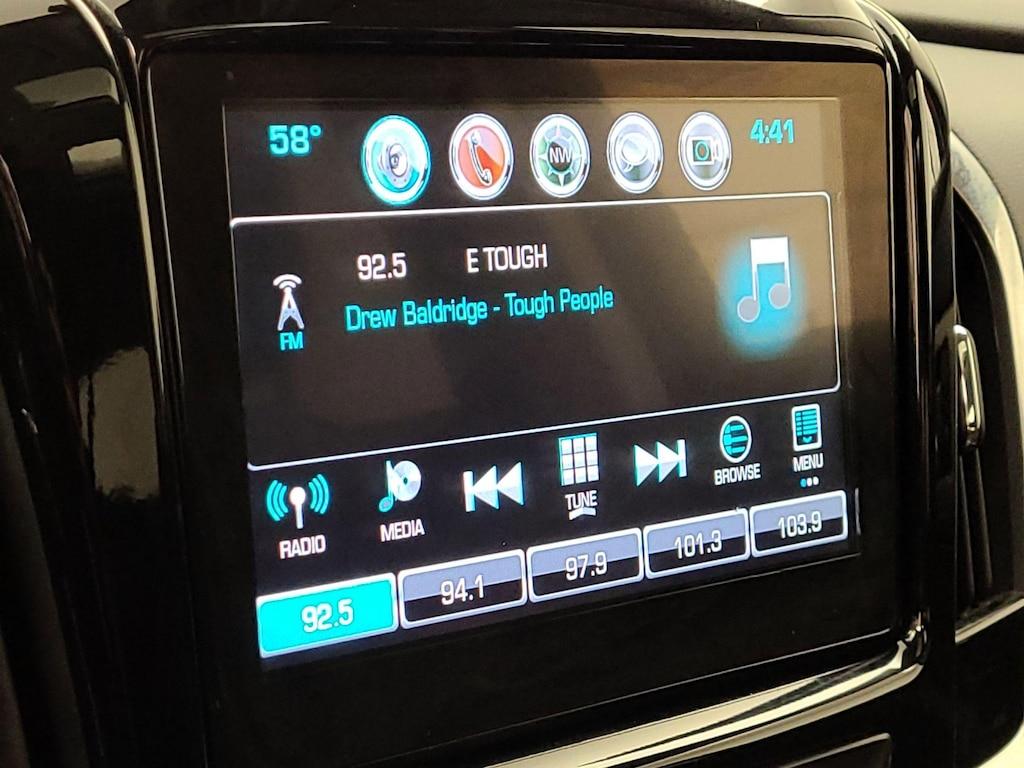 58° NW 4:41
92.5 E TOUGH
Drew Baldridge - Tough People
FM
RADIO MEDIA TUNE BROWSE MENU
92.5 94.1 97.9 101.3 103.9